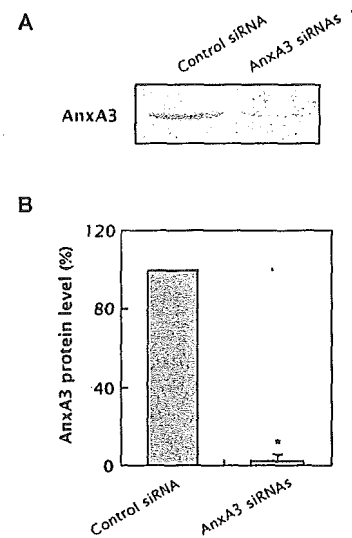 A
Control siRNA
AnxA3 siRNAs
AnxA3
B
AnxA3 protein level (%)
120
80
40
0
*
Control siRNA
AnxA3 siRNAs